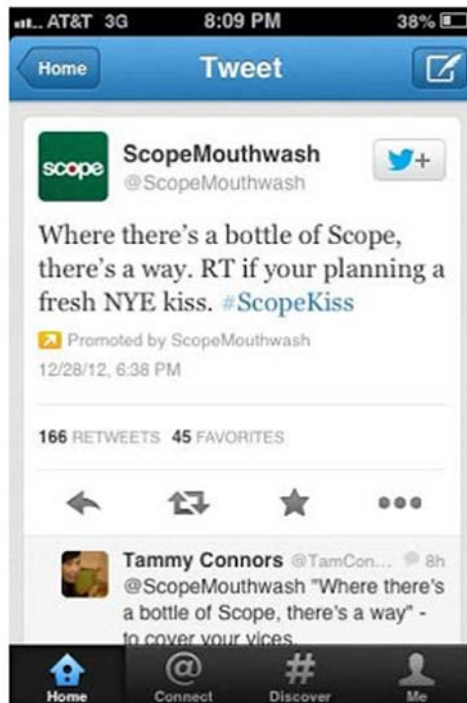 AT&T 3G 8:09 PM 38%
Home Tweet
scope
ScopeMouthwash
@ScopeMouthwash
Where there's a bottle of Scope,
there's a way. RT if your planning a
fresh NYE kiss. #ScopeKiss
Promoted by ScopeMouthwash
12/28/12, 6:38 PM
166 RETWEETS 45 FAVORITES
Tammy Connors @TamCon... 8h
@ScopeMouthwash "Where there's
a bottle of Scope, there's a way" -
to cover your vices.
Home Connect Discover Me